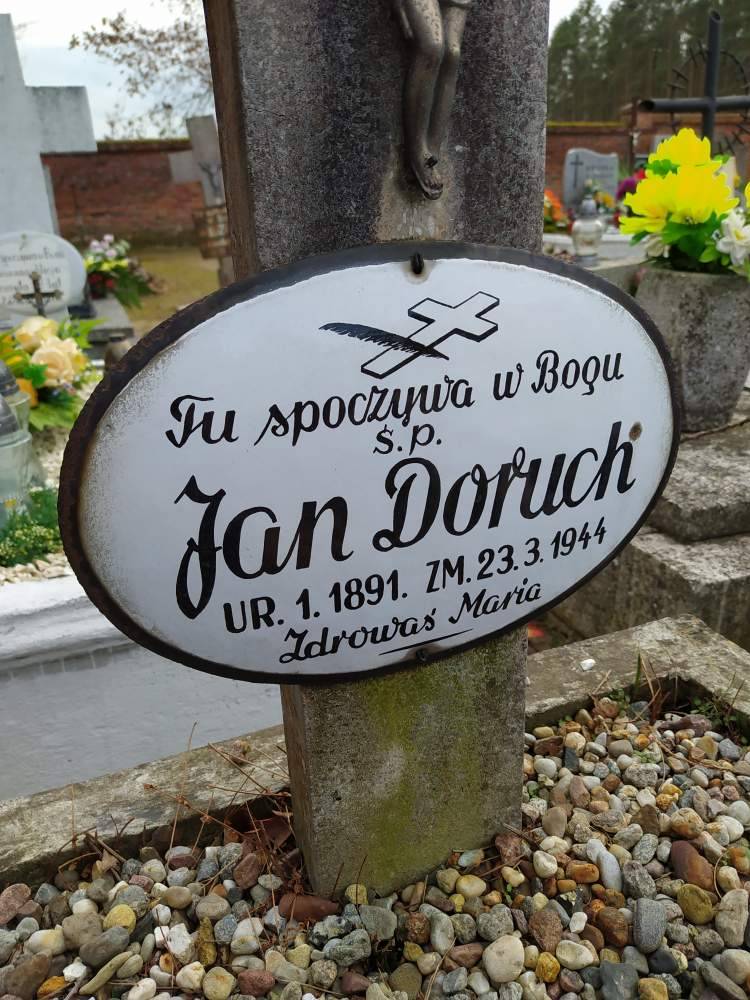 Tu spoczywa w Bogu
ś.p.
Jan Doruch
UR. 1. 1891. ZM. 23. 3. 1944
Zdrowaś Maria